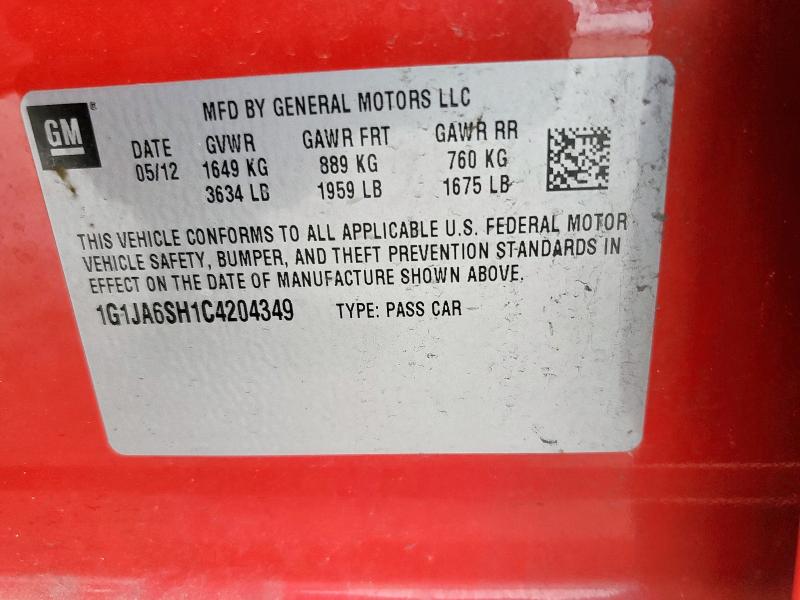 MFD BY GENERAL MOTORS LLC
GM®
DATE GVWR GAWR FRT GAWR RR
05/12 1649 KG 889 KG 760 KG
3634 LB 1959 LB 1675 LB
THIS VEHICLE CONFORMS TO ALL APPLICABLE U.S. FEDERAL MOTOR
VEHICLE SAFETY, BUMPER, AND THEFT PREVENTION STANDARDS IN
EFFECT ON THE DATE OF MANUFACTURE SHOWN ABOVE.
1G1JA6SH1C4204349 TYPE: PASS CAR